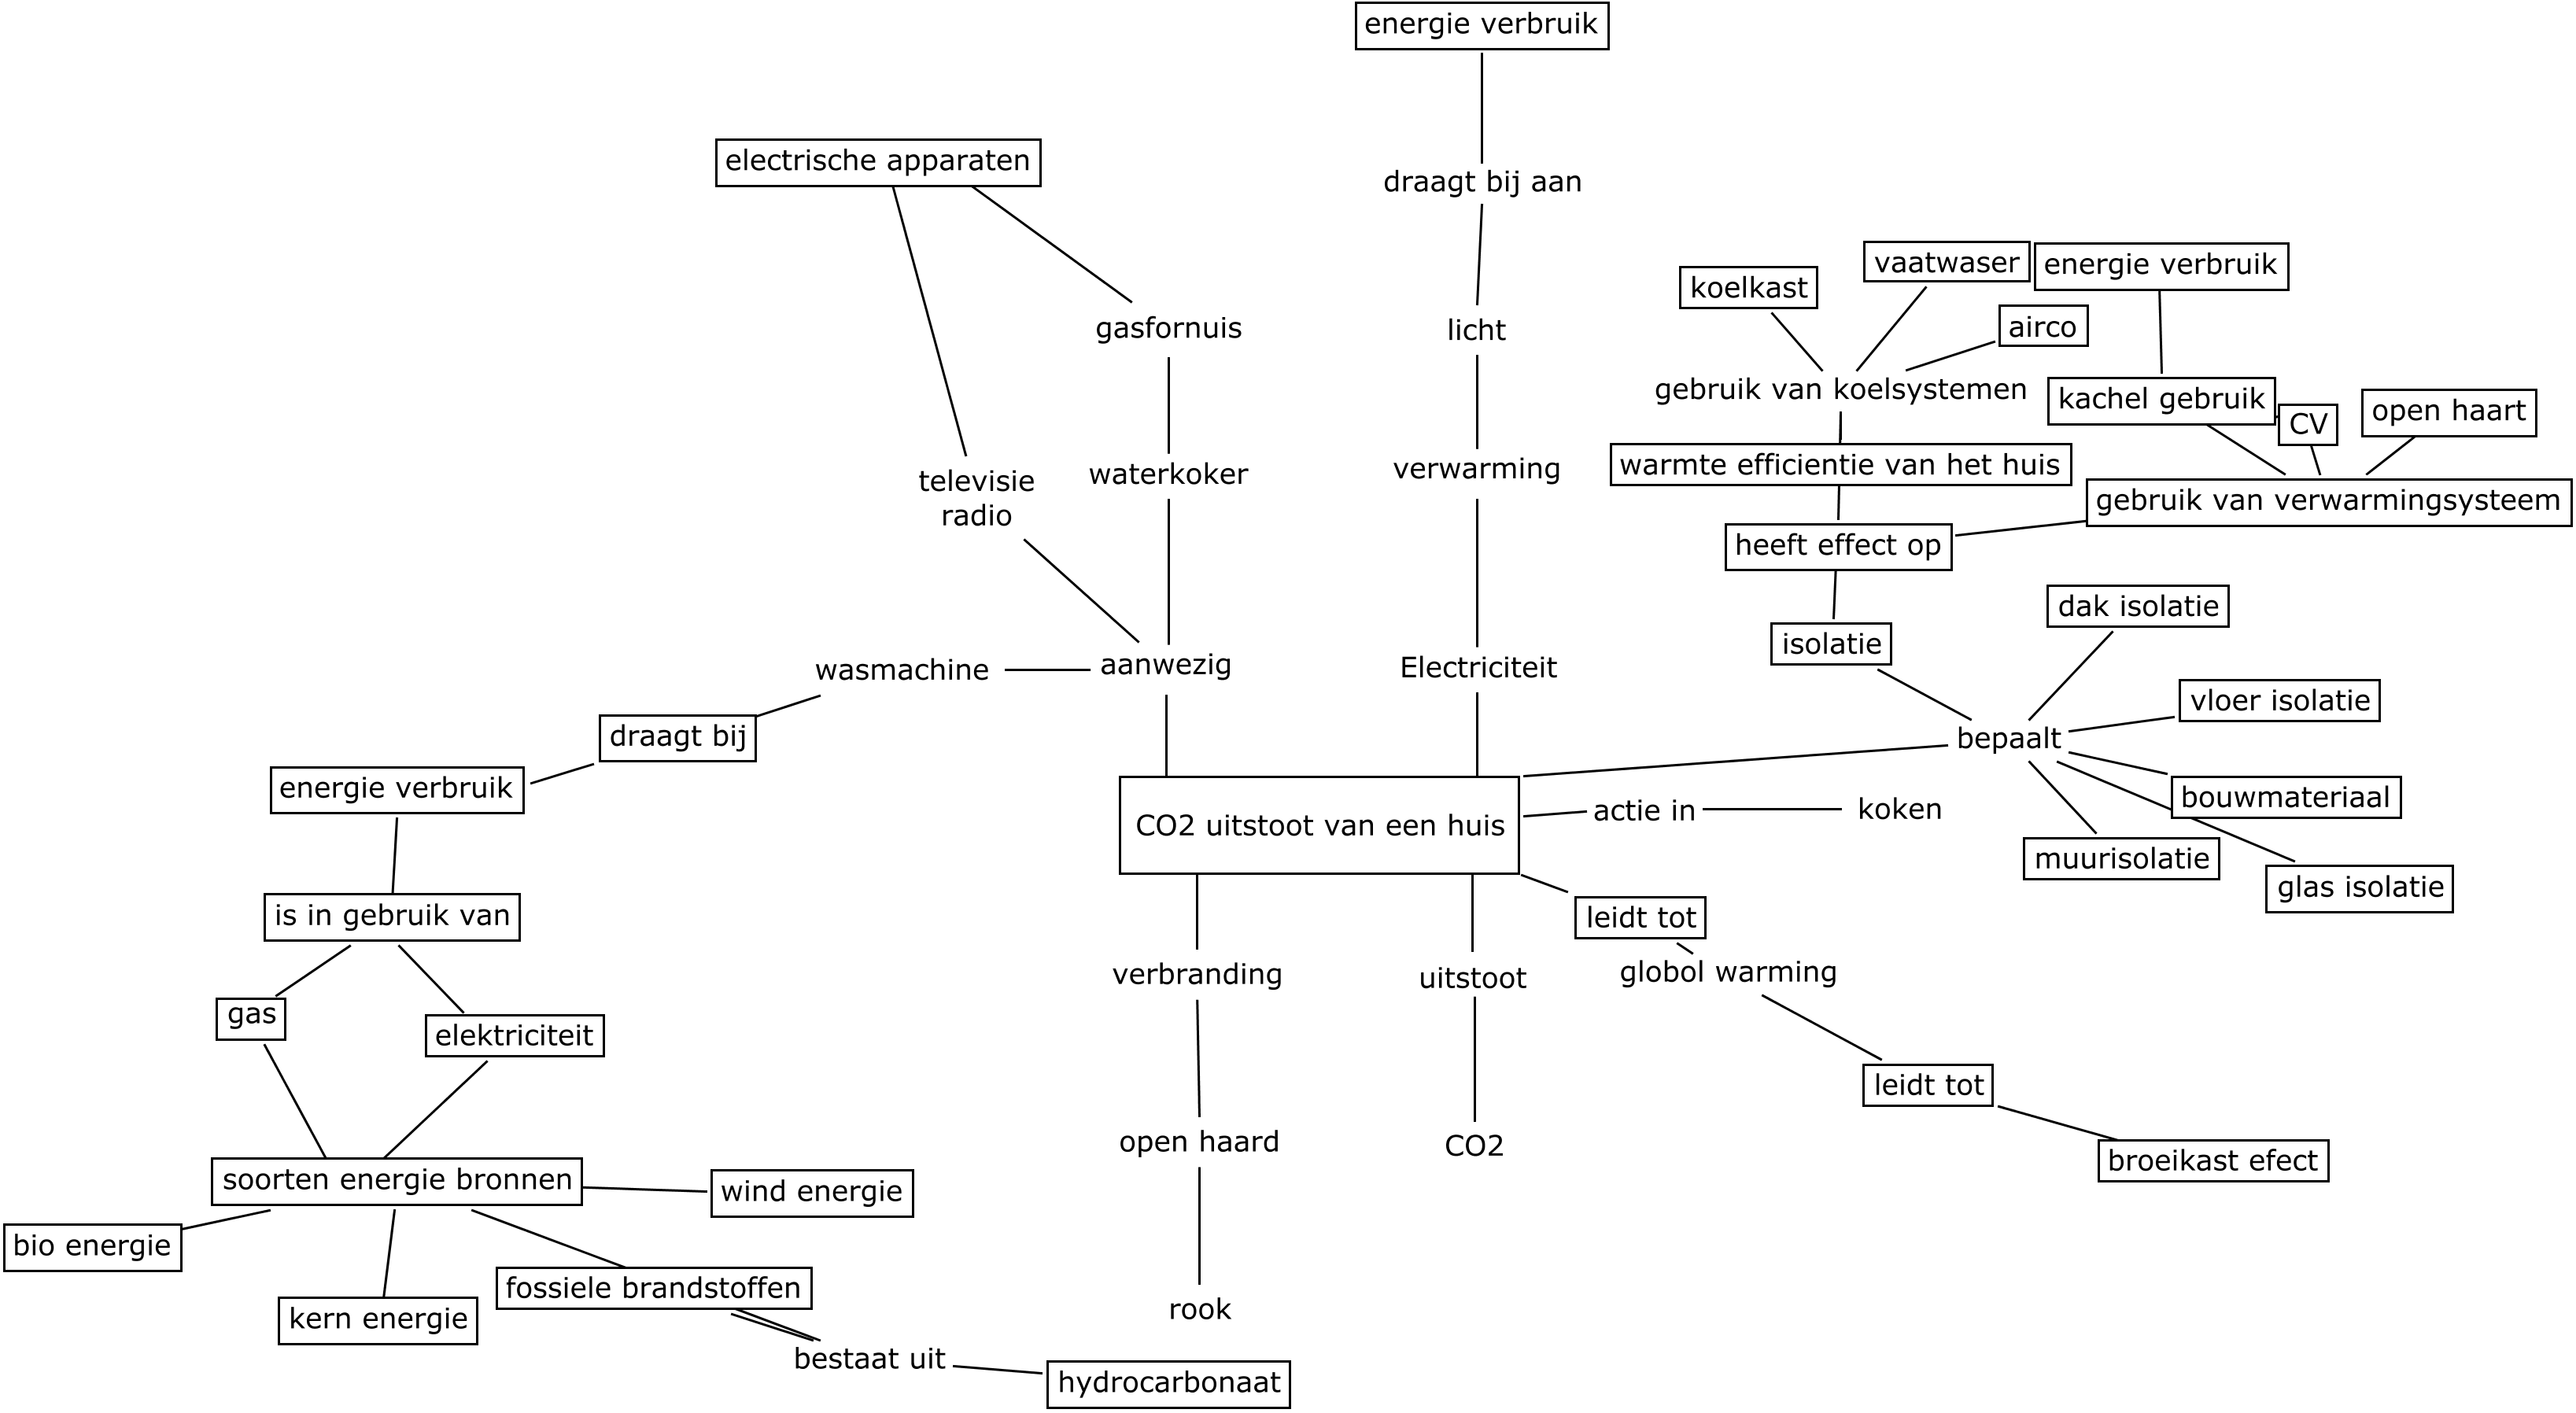 energie verbruik
electrische apparaten
draagt bij aan
koelkast
vaatwaser
energie verbruik
airco
gasfornuis
licht
gebruik van koelsystemen
kachel gebruik
CV
open haart
televisie
radio
waterkoker
verwarming
warmte efficientie van het huis
gebruik van verwarmingsysteem
heeft effect op
dak isolatie
isolatie
wasmachine
aanwezig
Electriciteit
vloer isolatie
draagt bij
bepaalt
energie verbruik
CO2 uitstoot van een huis
actie in
koken
bouwmateriaal
muurisolatie
glas isolatie
is in gebruik van
leidt tot
verbranding
uitstoot
globol warming
gas
elektriciteit
leidt tot
open haard
CO2
broeikast efect
soorten energie bronnen
wind energie
bio energie
kern energie
fossiele brandstoffen
rook
bestaat uit
hydrocarbonaat